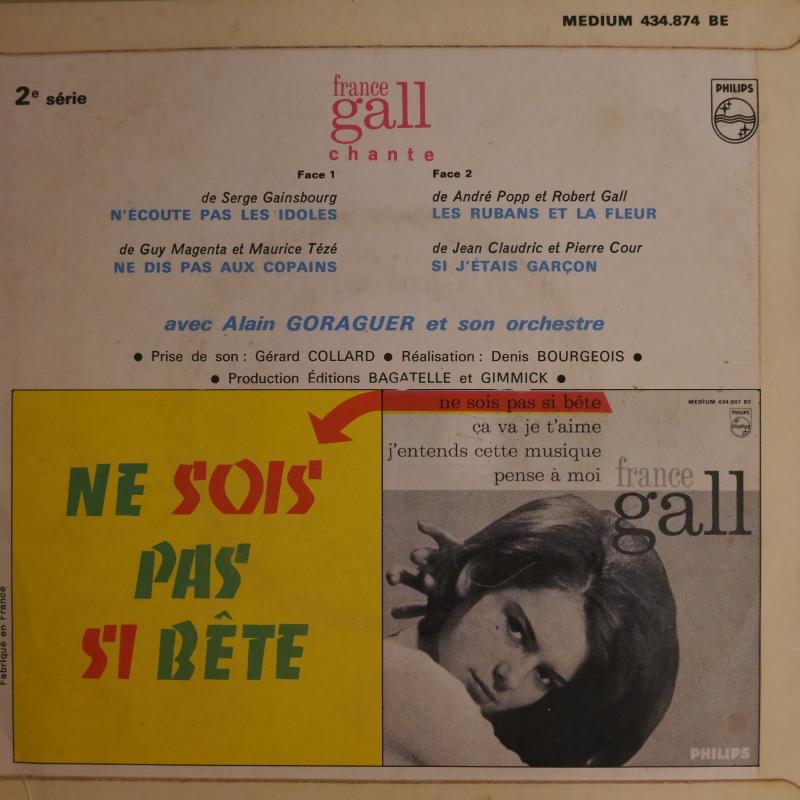 MEDIUM 434.874 BE
2e série
france
gall
chante
PHILIPS
Face 1
de Serge Gainsbourg
N'ÉCOUTE PAS LES IDOLES
de Guy Magenta et Maurice Tézé
NE DIS PAS AUX COPAINS
Face 2
de André Popp et Robert Gall
LES RUBANS ET LA FLEUR
de Jean Claudric et Pierre Cour
SI J'ÉTAIS GARÇON
avec Alain GORAGUER et son orchestre
● Prise de son : Gérard COLLARD ● Réalisation : Denis BOURGEOIS ●
● Production Éditions BAGATELLE et GIMMICK ●
NE SOIS
PAS
SI BÊTE
ne sois pas si bête
ça va je t'aime
j'entends cette musique
pense à moi
MEDIUM 434.807 BE
PHILIPS
france
gall
PHILIPS
Fabriqué en France